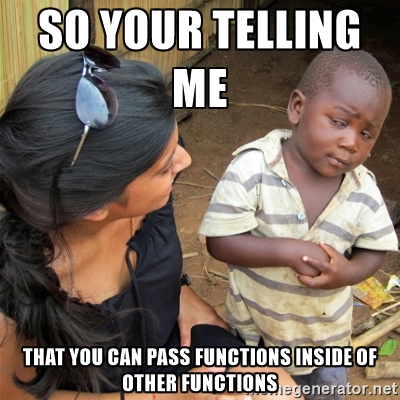 SO YOUR TELLING
ME
THAT YOU CAN PASS FUNCTIONS INSIDE OF
OTHER FUNCTIONS
memegenerator.net